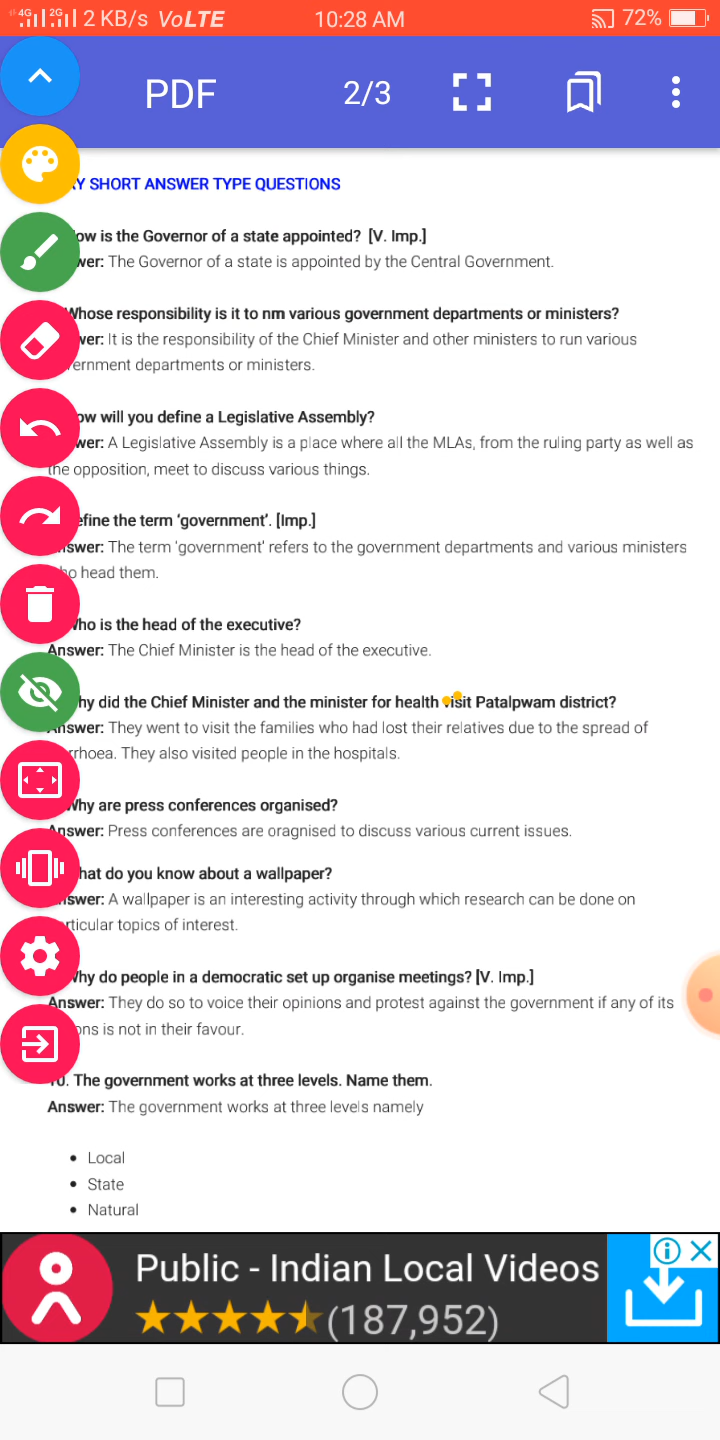 4G 2G 2 KB/s VoLTE 10:28 AM 72%
PDF 2/3
Y SHORT ANSWER TYPE QUESTIONS
ow is the Governor of a state appointed? [V. Imp.]
wer: The Governor of a state is appointed by the Central Government.
Whose responsibility is it to nm various government departments or ministers?
wer: It is the responsibility of the Chief Minister and other ministers to run various
ernment departments or ministers.
ow will you define a Legislative Assembly?
wer: A Legislative Assembly is a place where all the MLAs, from the ruling party as well as
the opposition, meet to discuss various things.
efine the term ‘government’. [Imp.]
nswer: The term ‘government’ refers to the government departments and various ministers
ho head them.
Who is the head of the executive?
Answer: The Chief Minister is the head of the executive.
hy did the Chief Minister and the minister for health visit Patalpwam district?
Answer: They went to visit the families who had lost their relatives due to the spread of
rrhoea. They also visited people in the hospitals.
Why are press conferences organised?
Answer: Press conferences are oragnised to discuss various current issues.
hat do you know about a wallpaper?
nswer: A wallpaper is an interesting activity through which research can be done on
rticular topics of interest.
Why do people in a democratic set up organise meetings? [V. Imp.]
Answer: They do so to voice their opinions and protest against the government if any of its
ons is not in their favour.
10. The government works at three levels. Name them.
Answer: The government works at three levels namely
• Local
• State
• Natural
Public - Indian Local Videos
(187,952)